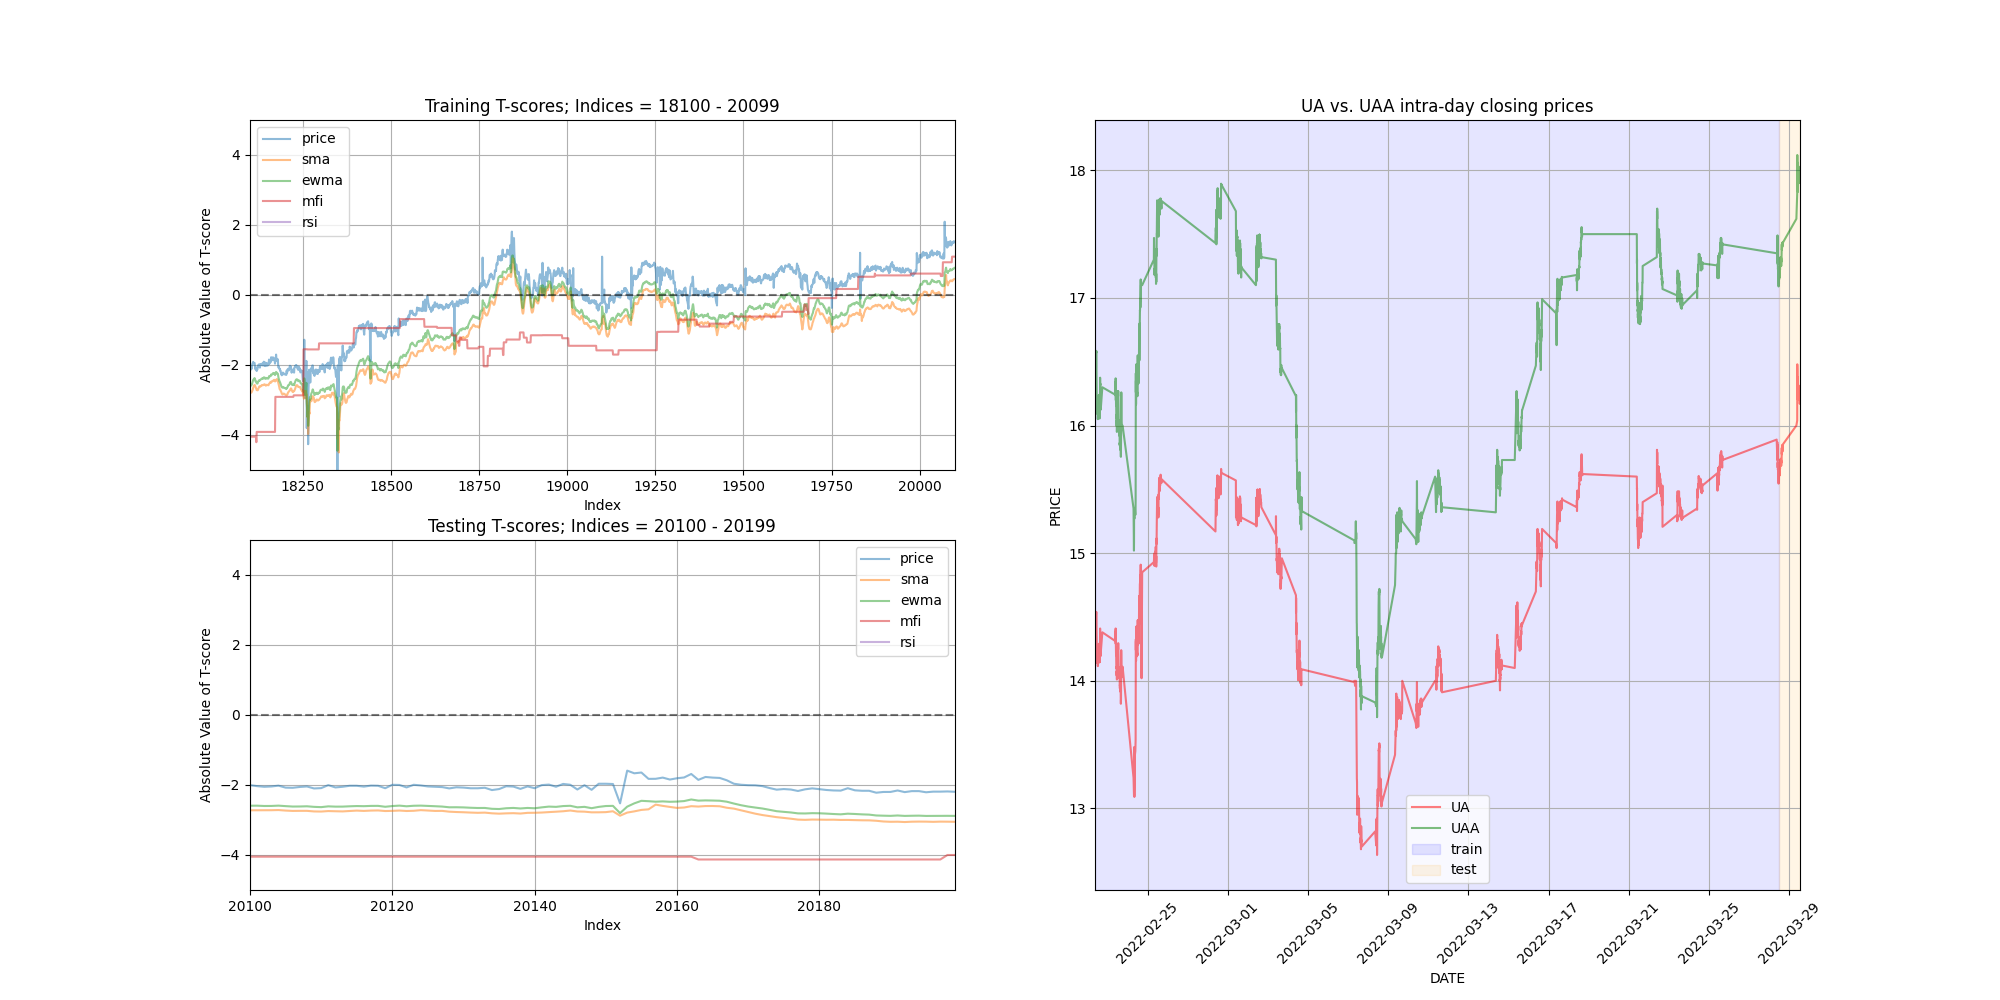 Training T-scores; Indices = 18100 - 20099
Absolute Value of T-score
4
2
0
−2
−4
price
sma
ewma
mfi
rsi
18250
18500
18750
19000
19250
19500
19750
20000
Index
Testing T-scores; Indices = 20100 - 20199
Absolute Value of T-score
4
2
0
−2
−4
price
sma
ewma
mfi
rsi
20100
20120
20140
20160
20180
Index
UA vs. UAA intra-day closing prices
PRICE
18
17
16
15
14
13
UA
UAA
train
test
2022-02-25
2022-03-01
2022-03-05
2022-03-09
2022-03-13
2022-03-17
2022-03-21
2022-03-25
2022-03-29
DATE